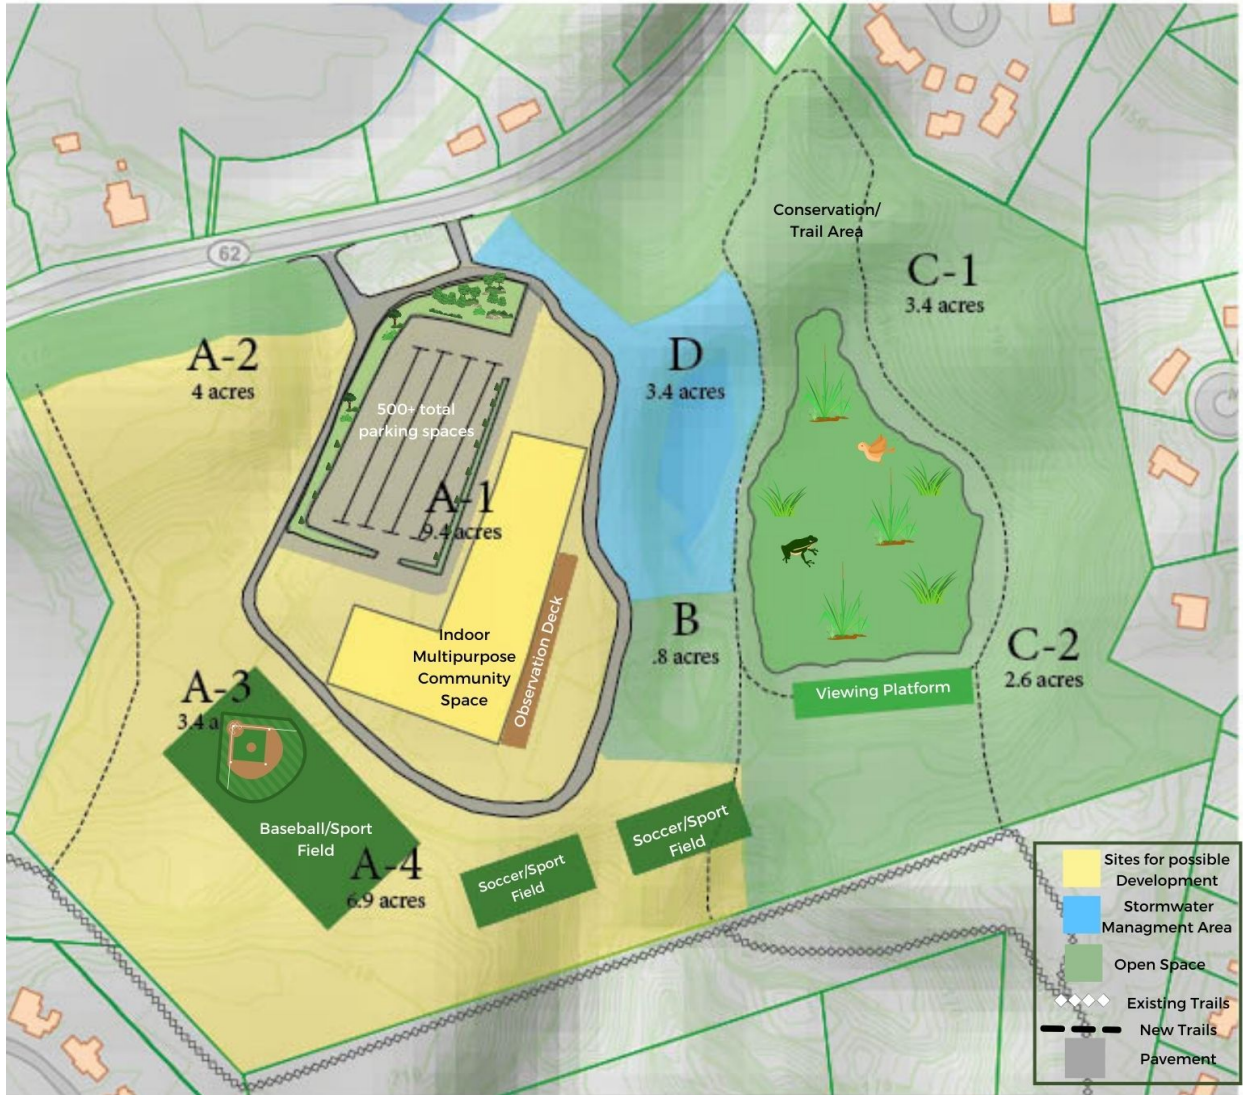 Conservation/
Trail Area
62
C-1
3.4 acres
A-2
4 acres
D
3.4 acres
500+ total
parking spaces
A-1
9.4 acres
B
.8 acres
Indoor
Multipurpose
Community
Space
Observation Deck
C-2
2.6 acres
Viewing Platform
A-3
3.4 a
Baseball/Sport
Field
A-4
6.9 acres
Soccer/Sport
Field
Soccer/Sport
Field
Sites for possible
Development
Stormwater
Managment Area
Open Space
Existing Trails
New Trails
Pavement